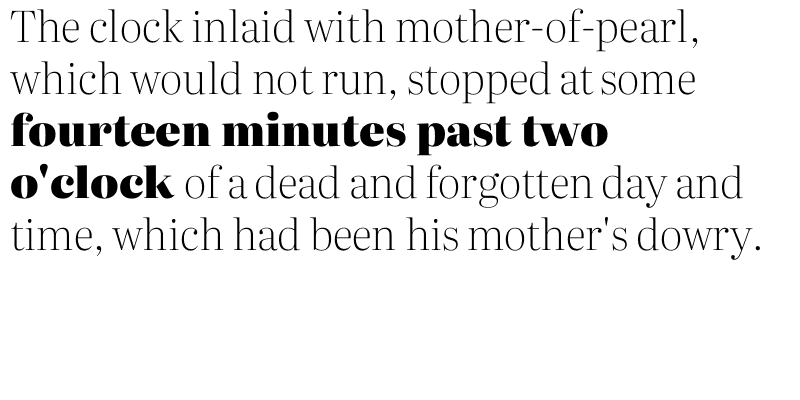 The clock inlaid with mother-of-pearl,
which would not run, stopped at some
fourteen minutes past two
o'clock of a dead and forgotten day and
time, which had been his mother's dowry.